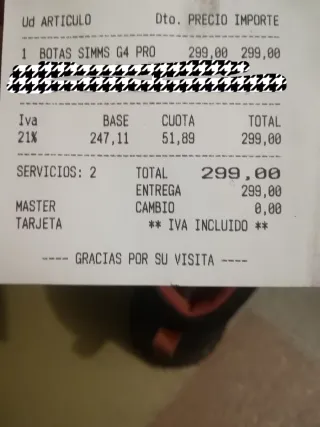 Ud ARTICULO Dto. PRECIO IMPORTE
1 BOTAS SIMMS G4 PRO 299,00 299,00
Iva BASE CUOTA TOTAL
21% 247,11 51,89 299,00
SERVICIOS: 2 TOTAL 299,00
ENTREGA 299,00
MASTER CAMBIO 0,00
TARJETA ** IVA INCLUIDO **
---- GRACIAS POR SU VISITA ----